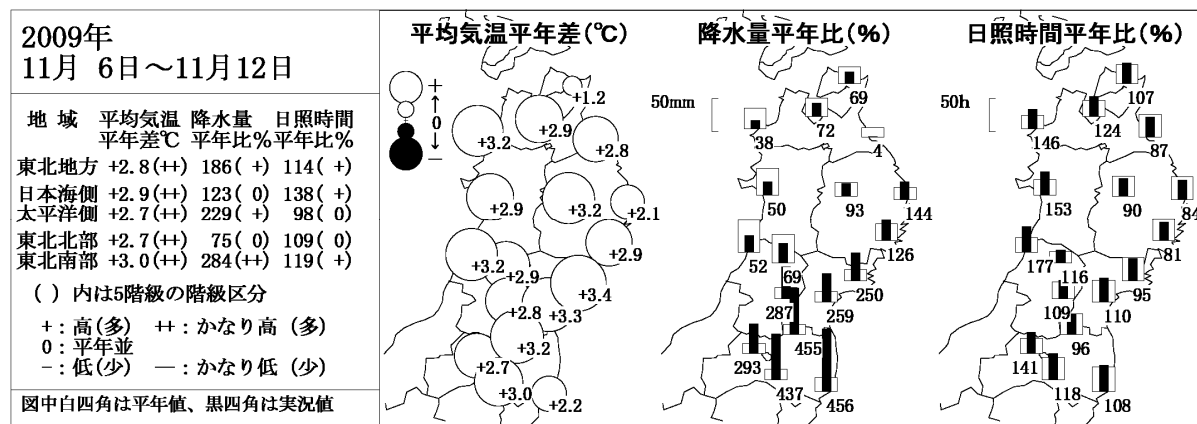 2009年
11月 6日～11月12日
地 域 平均気温 降水量 日照時間
平年差℃ 平年比% 平年比%
東北地方 +2.8(++) 186( +) 114( +)
日本海側 +2.9(++) 123( 0) 138( +)
太平洋側 +2.7(++) 229( +) 98( 0)
東北北部 +2.7(++) 75( 0) 109( 0)
東北南部 +3.0(++) 284(++) 119( +)
( ) 内は5階級の階級区分
+：高(多) ++：かなり高 (多)
0：平年並
−：低(少) ―：かなり低 (少)
図中白四角は平年値、黒四角は実況値
平均気温平年差(℃)
+
↑
0
↓
−
+1.2
+2.9
+3.2
+2.8
+2.9
+3.2
+2.1
+2.9
+3.2
+2.9
+3.4
+2.8
+3.3
+3.2
+2.7
+3.0
+2.2
降水量平年比(%)
50mm
69
72
38
4
50
93
144
126
52
69
250
287
259
455
293
437
456
日照時間平年比(%)
50h
107
124
146
87
153
90
84
81
177
116
95
109
110
96
141
118
108